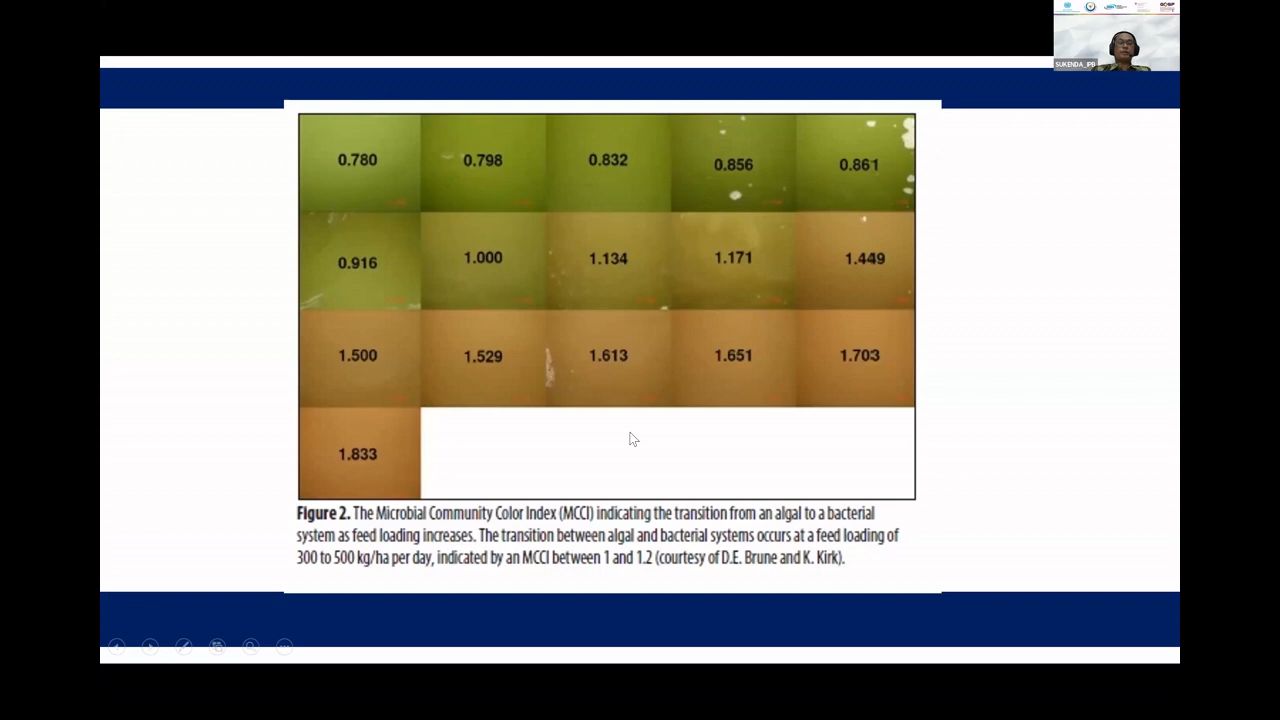 SUKENDA_IPB
0.780 0.798 0.832 0.856 0.861
0.916 1.000 1.134 1.171 1.449
1.500 1.529 1.613 1.651 1.703
1.833
Figure 2. The Microbial Community Color Index (MCCI) indicating the transition from an algal to a bacterial
system as feed loading increases. The transition between algal and bacterial systems occurs at a feed loading of
300 to 500 kg/ha per day, indicated by an MCCI between 1 and 1.2 (courtesy of D.E. Brune and K. Kirk).